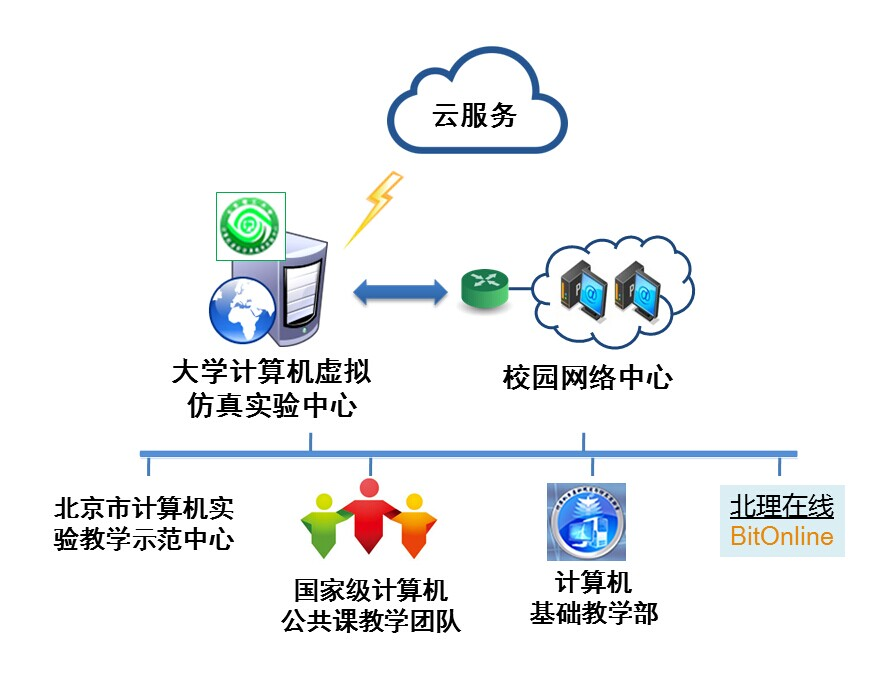 云服务
大学计算机虚拟
仿真实验中心
校园网络中心
北京市计算机实
验教学示范中心
国家级计算机
公共课教学团队
计算机
基础教学部
北理在线
BitOnline